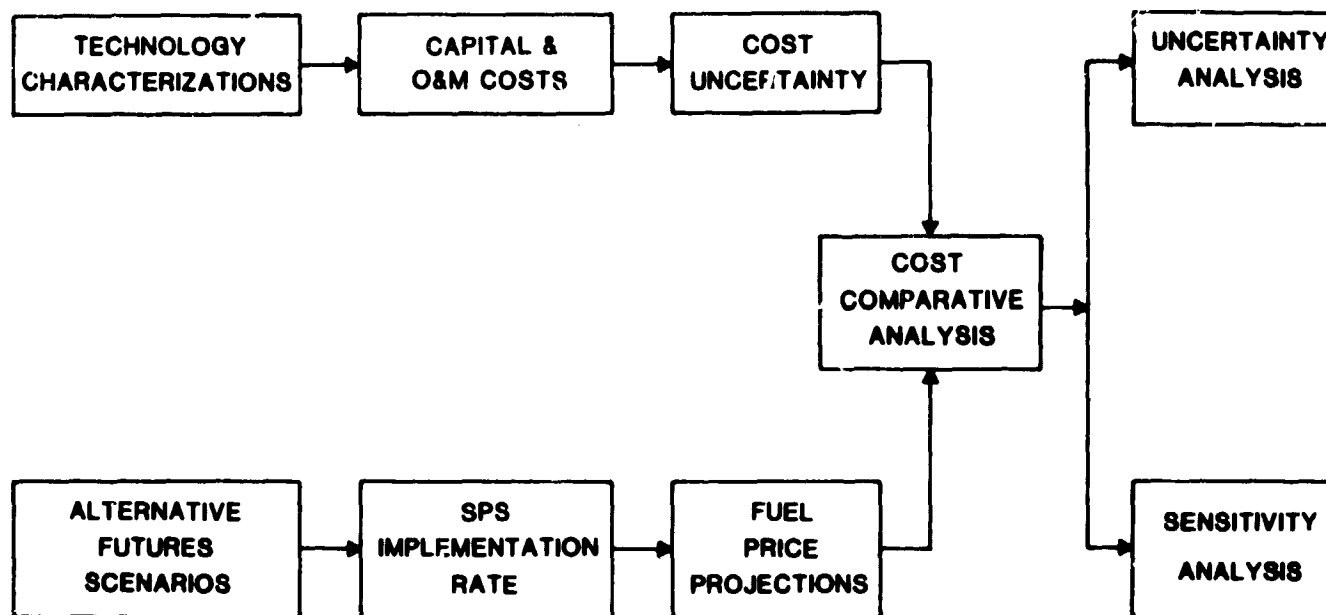 TECHNOLOGY
CHARACTERIZATIONS
CAPITAL &
O&M COSTS
COST
UNCERTAINTY
UNCERTAINTY
ANALYSIS
COST
COMPARATIVE
ANALYSIS
ALTERNATIVE
FUTURES
SCENARIOS
SPS
IMPLEMENTATION
RATE
FUEL
PRICE
PROJECTIONS
SENSITIVITY
ANALYSIS